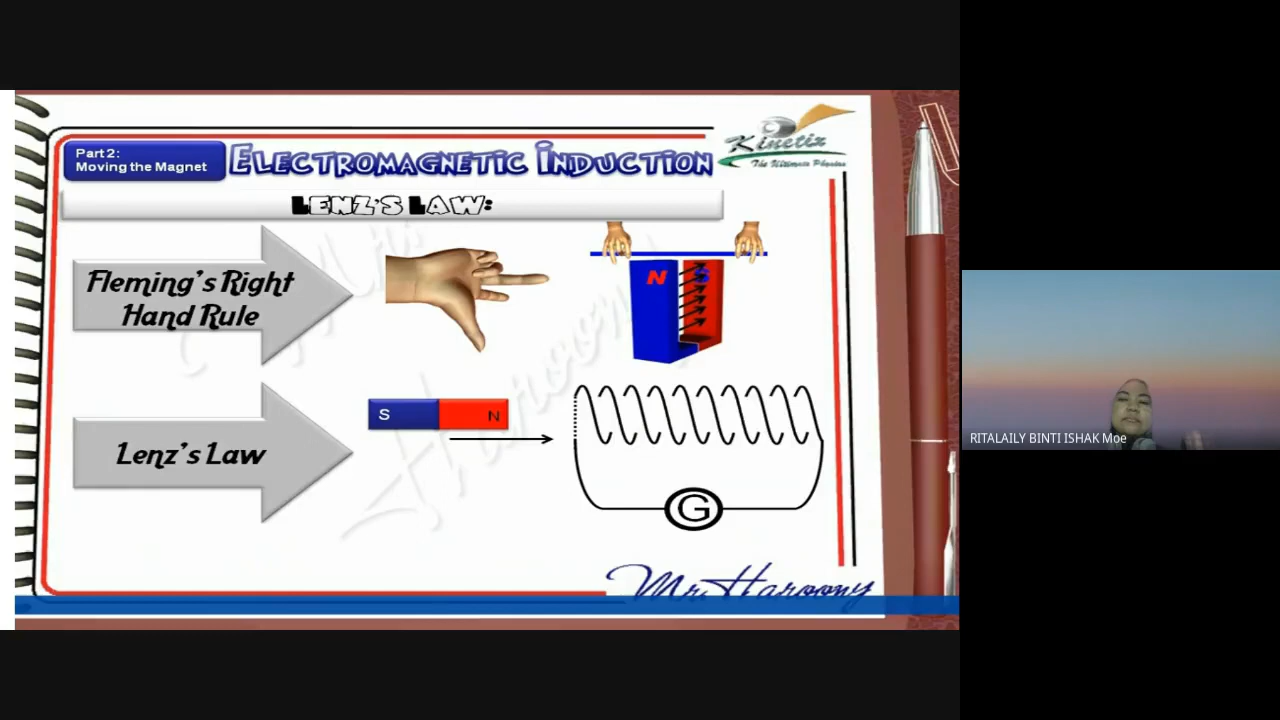 Part 2:
Moving the Magnet
ELECTROMAGNETIC INDUCTION
Kinetix
The Ultimate Physics
LENZ'S LAW:
Fleming's Right
Hand Rule
N S
Lenz's Law
S N
G
Mr. Haroony
RITALAILY BINTI ISHAK Moe